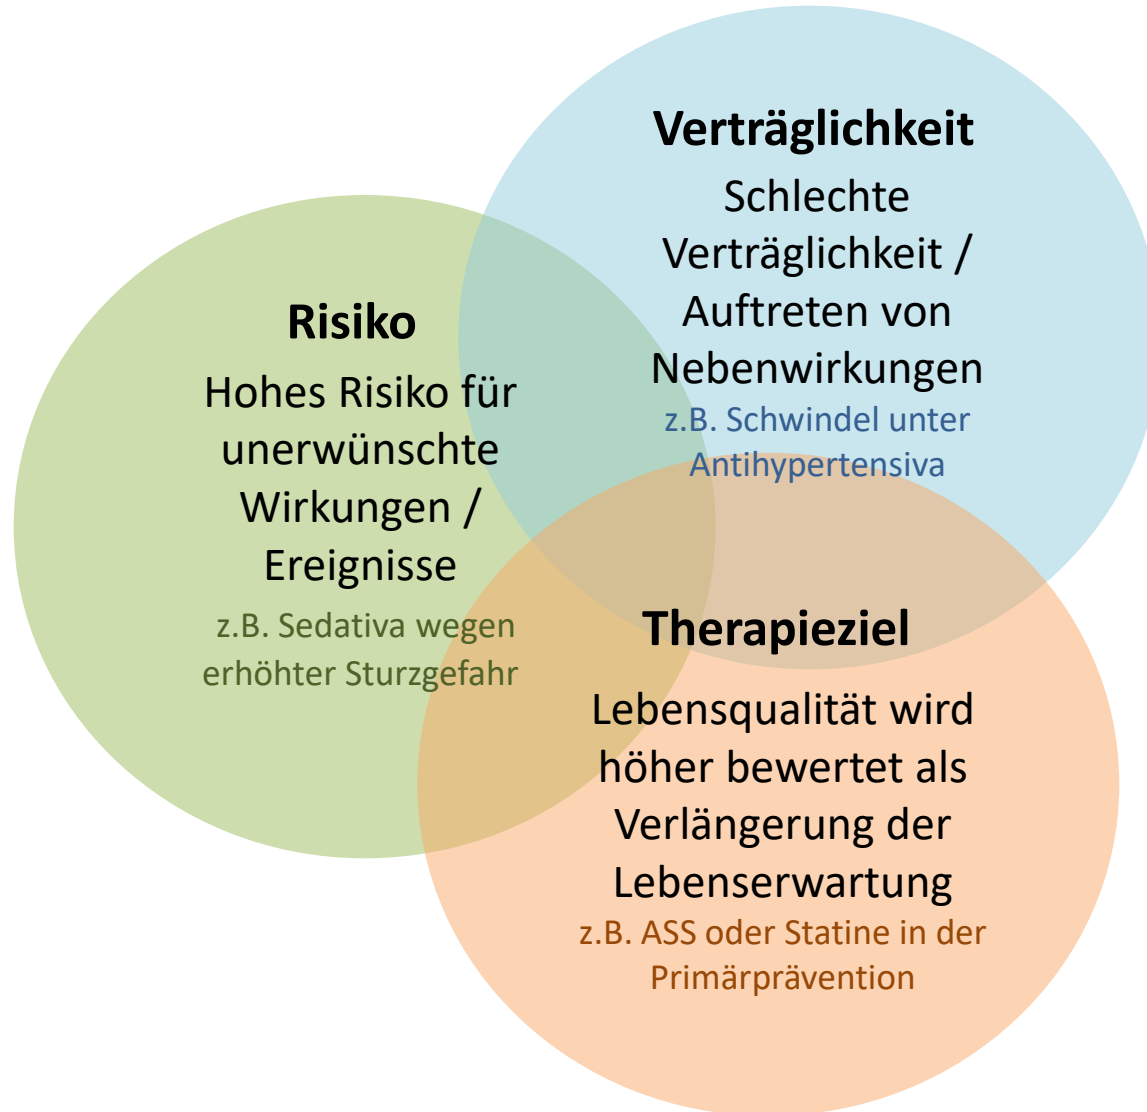 Verträglichkeit
Schlechte
Verträglichkeit /
Auftreten von
Nebenwirkungen
z.B. Schwindel unter
Antihypertensiva
Risiko
Hohes Risiko für
unerwünschte
Wirkungen /
Ereignisse
z.B. Sedativa wegen
erhöhter Sturzgefahr
Therapieziel
Lebensqualität wird
höher bewertet als
Verlängerung der
Lebenserwartung
z.B. ASS oder Statine in der
Primärprävention